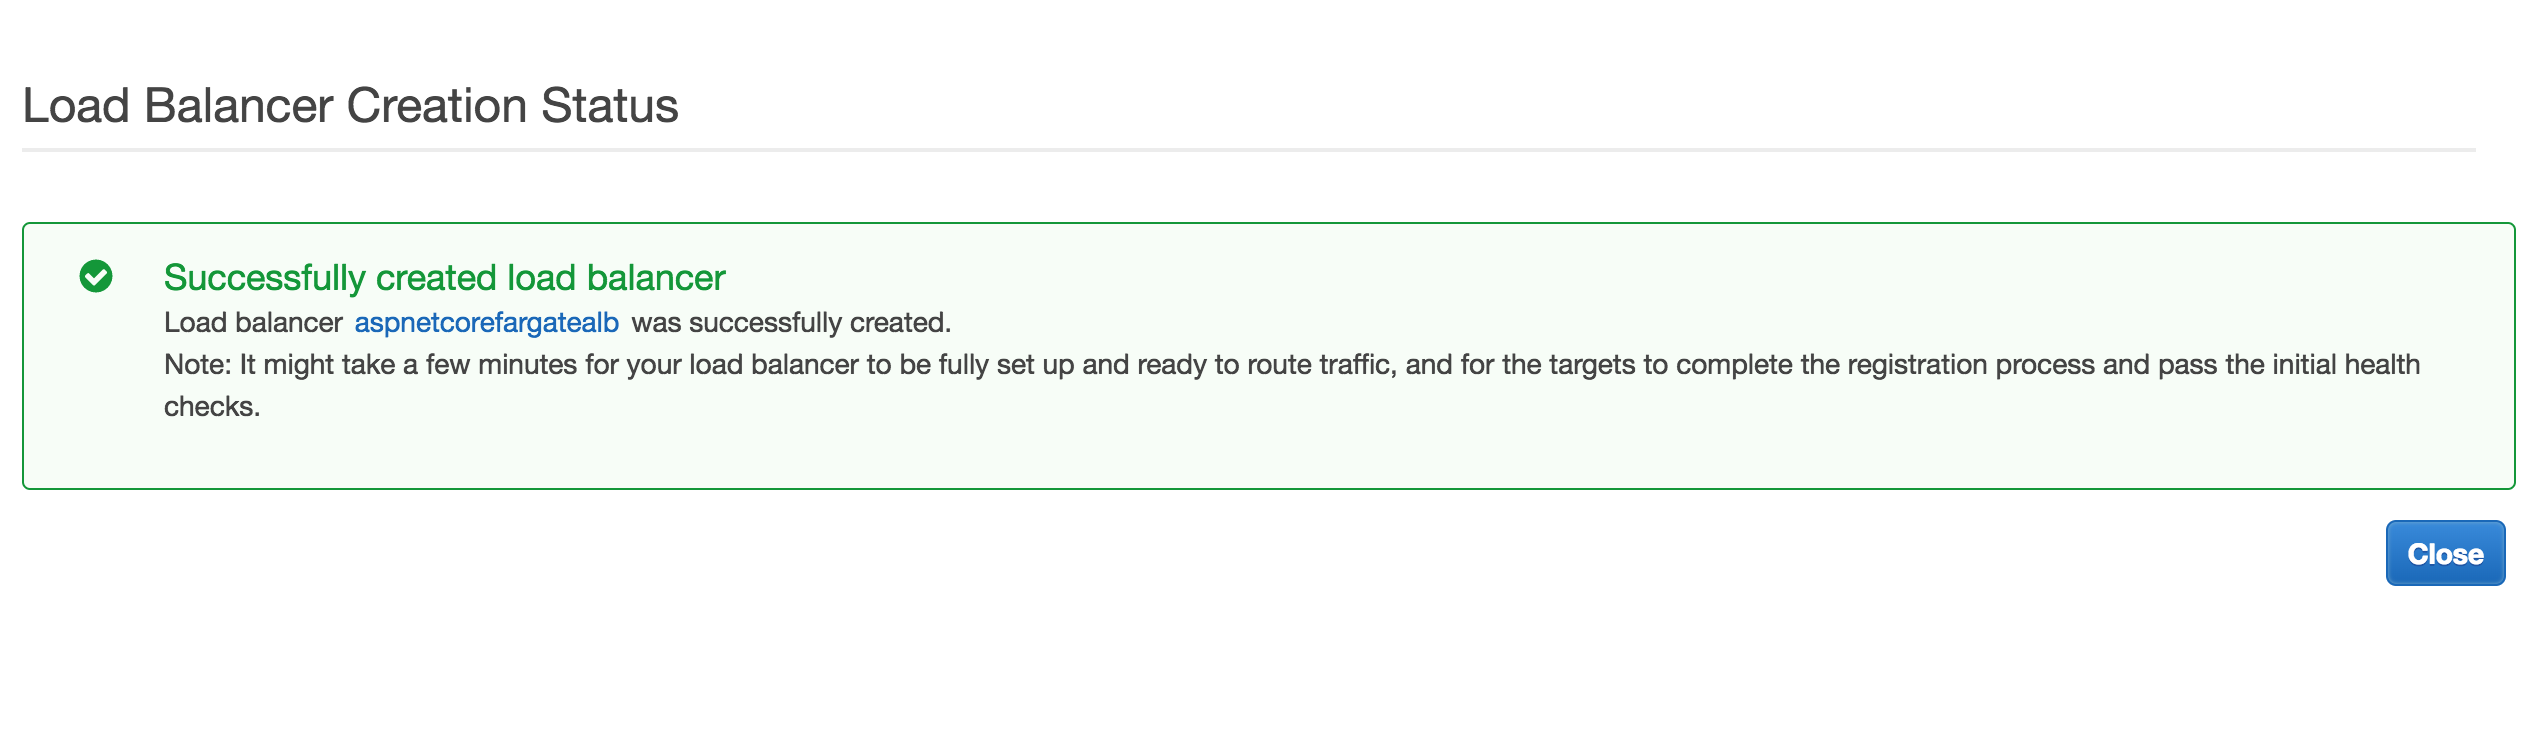 Load Balancer Creation Status
Successfully created load balancer
Load balancer aspnetcorefargatealb was successfully created.
Note: It might take a few minutes for your load balancer to be fully set up and ready to route traffic, and for the targets to complete the registration process and pass the initial health
checks.
Close